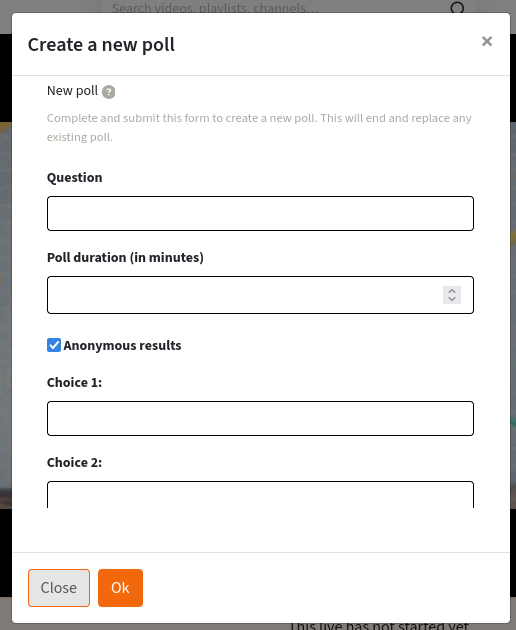 Search videos, playlists, channels…
Create a new poll
×
New poll ?
Complete and submit this form to create a new poll. This will end and replace any
existing poll.
Question
Poll duration (in minutes)
Anonymous results
Choice 1:
Choice 2:
Close Ok
This live has not started yet